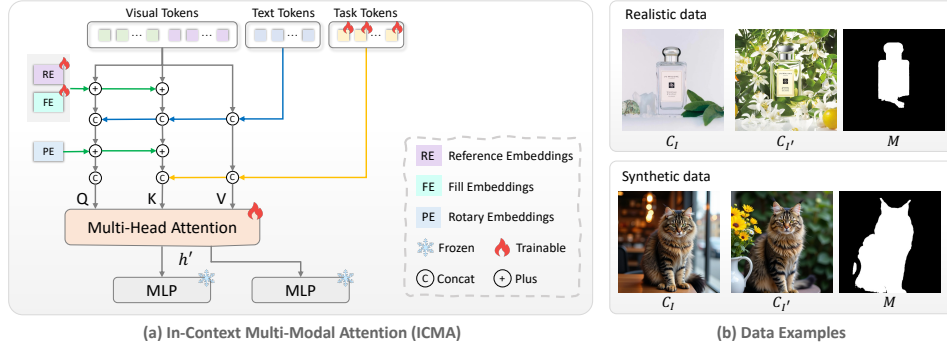 Visual Tokens
Text Tokens
Task Tokens
RE
FE
PE
+ +
C C C
+ +
C C C
Q K V
Multi-Head Attention
h′
MLP MLP
RE Reference Embeddings
FE Fill Embeddings
PE Rotary Embeddings
Frozen Trainable
C Concat + Plus
(a) In-Context Multi-Modal Attention (ICMA)
Realistic data
C_I C_I′ M
Synthetic data
C_I C_I′ M
(b) Data Examples